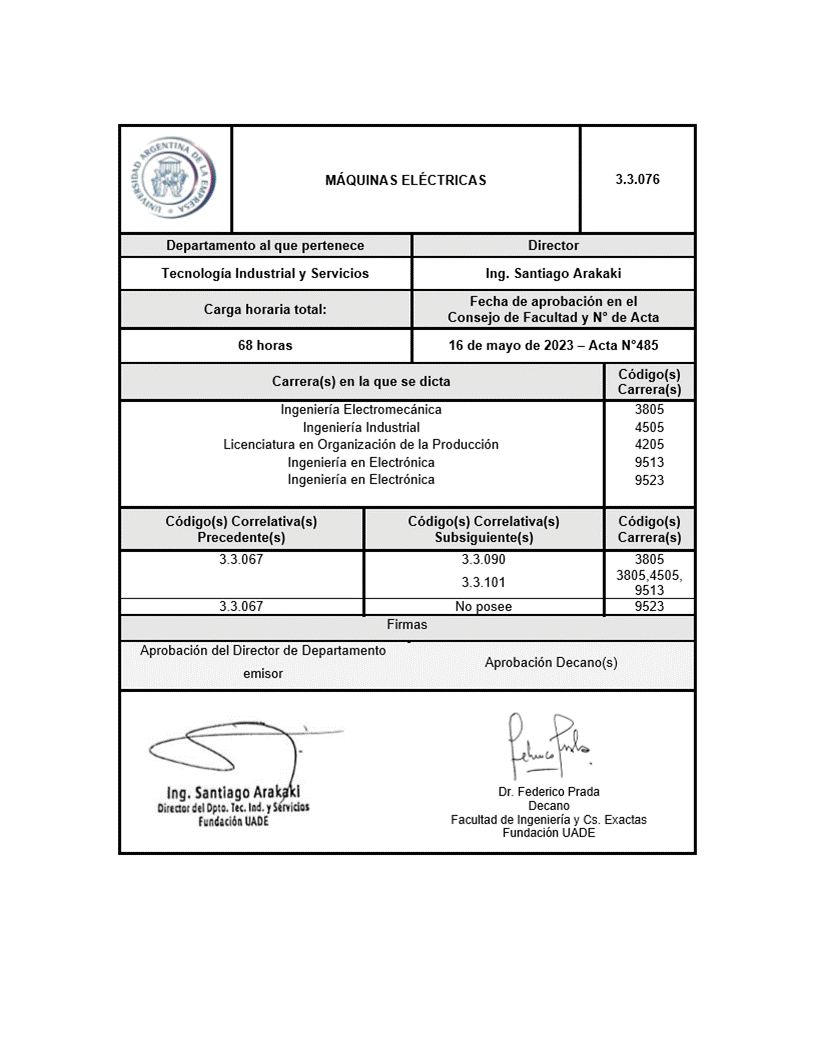 UNIVERSIDAD ARGENTINA DE LA EMPRESA
MÁQUINAS ELÉCTRICAS
3.3.076
Departamento al que pertenece
Director
Tecnología Industrial y Servicios
Ing. Santiago Arakaki
Carga horaria total:
Fecha de aprobación en el
Consejo de Facultad y N° de Acta
68 horas
16 de mayo de 2023 – Acta N°485
Carrera(s) en la que se dicta
Código(s)
Carrera(s)
Ingeniería Electromecánica
3805
Ingeniería Industrial
4505
Licenciatura en Organización de la Producción
4205
Ingeniería en Electrónica
9513
Ingeniería en Electrónica
9523
Código(s) Correlativa(s)
Precedente(s)
Código(s) Correlativa(s)
Subsiguiente(s)
Código(s)
Carrera(s)
3.3.067
3.3.090
3805
3.3.101
3805,4505,
9513
3.3.067
No posee
9523
Firmas
Aprobación del Director de Departamento
emisor
Aprobación Decano(s)
Ing. Santiago Arakaki
Director del Dpto. Tec. Ind. y Servicios
Fundación UADE
Federico Prada
Dr. Federico Prada
Decano
Facultad de Ingeniería y Cs. Exactas
Fundación UADE